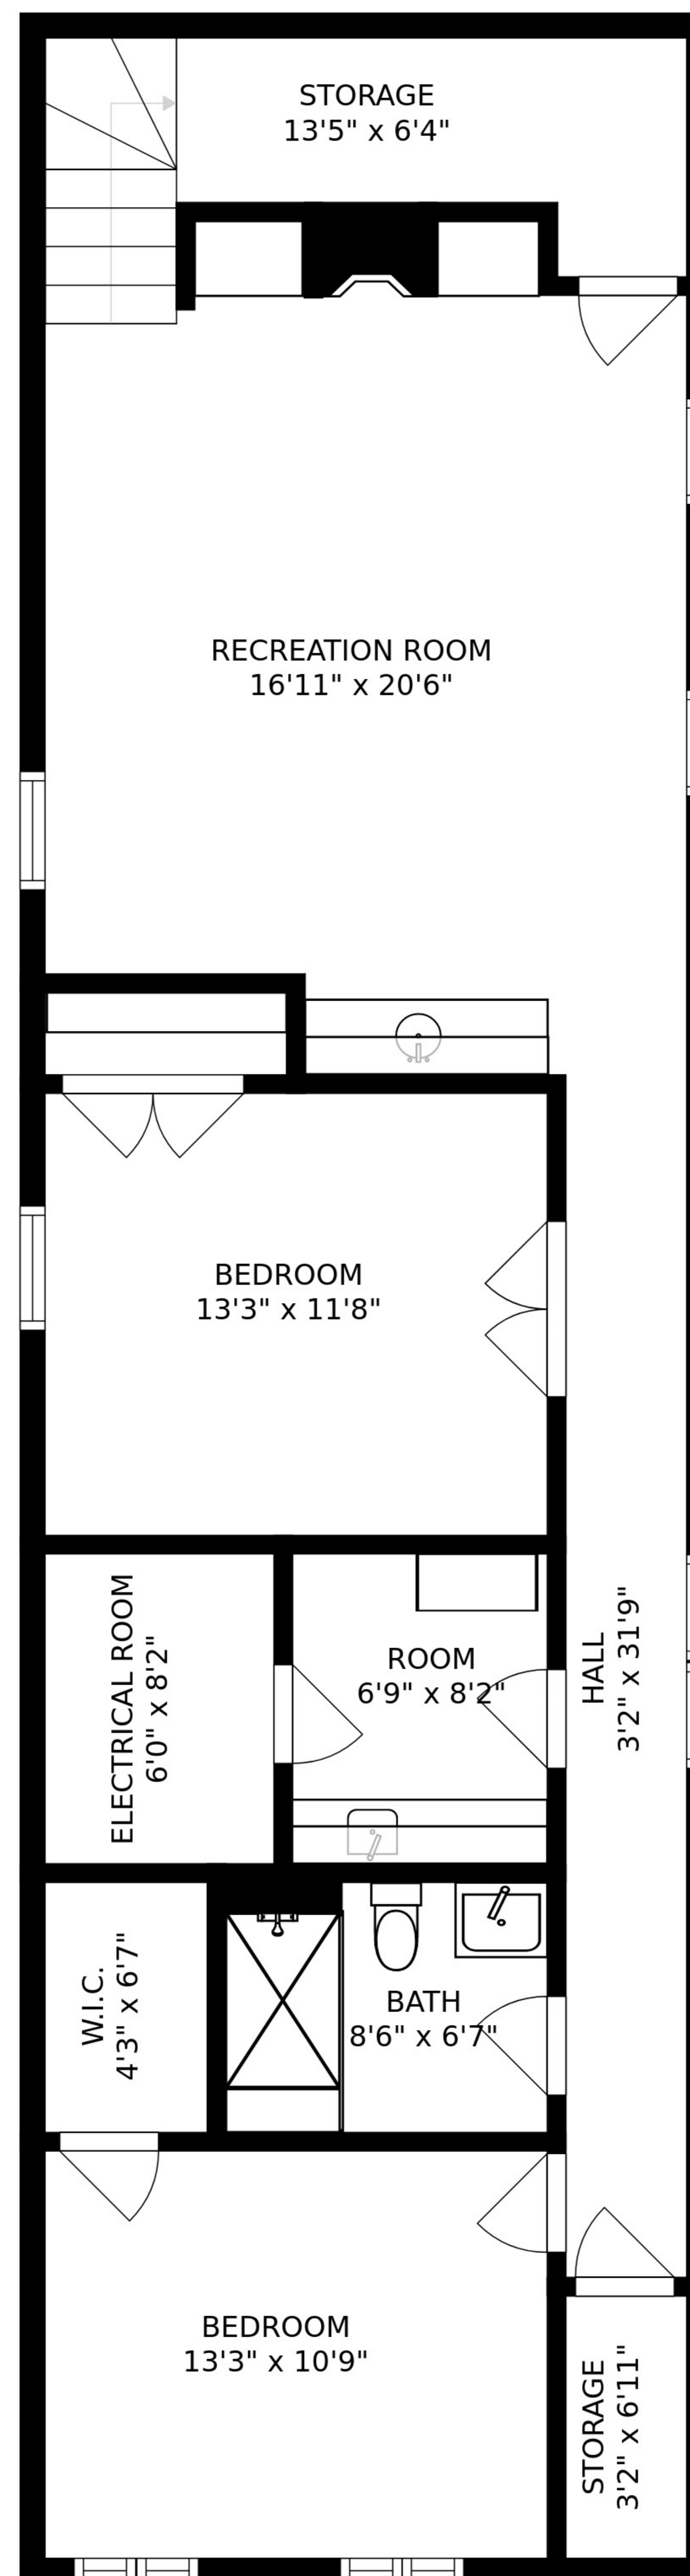 STORAGE
13'5" x 6'4"
RECREATION ROOM
16'11" x 20'6"
BEDROOM
13'3" x 11'8"
ELECTRICAL ROOM
6'0" x 8'2"
ROOM
6'9" x 8'2"
HALL
3'2" x 31'9"
W.I.C.
4'3" x 6'7"
BATH
8'6" x 6'7"
BEDROOM
13'3" x 10'9"
STORAGE
3'2" x 6'11"